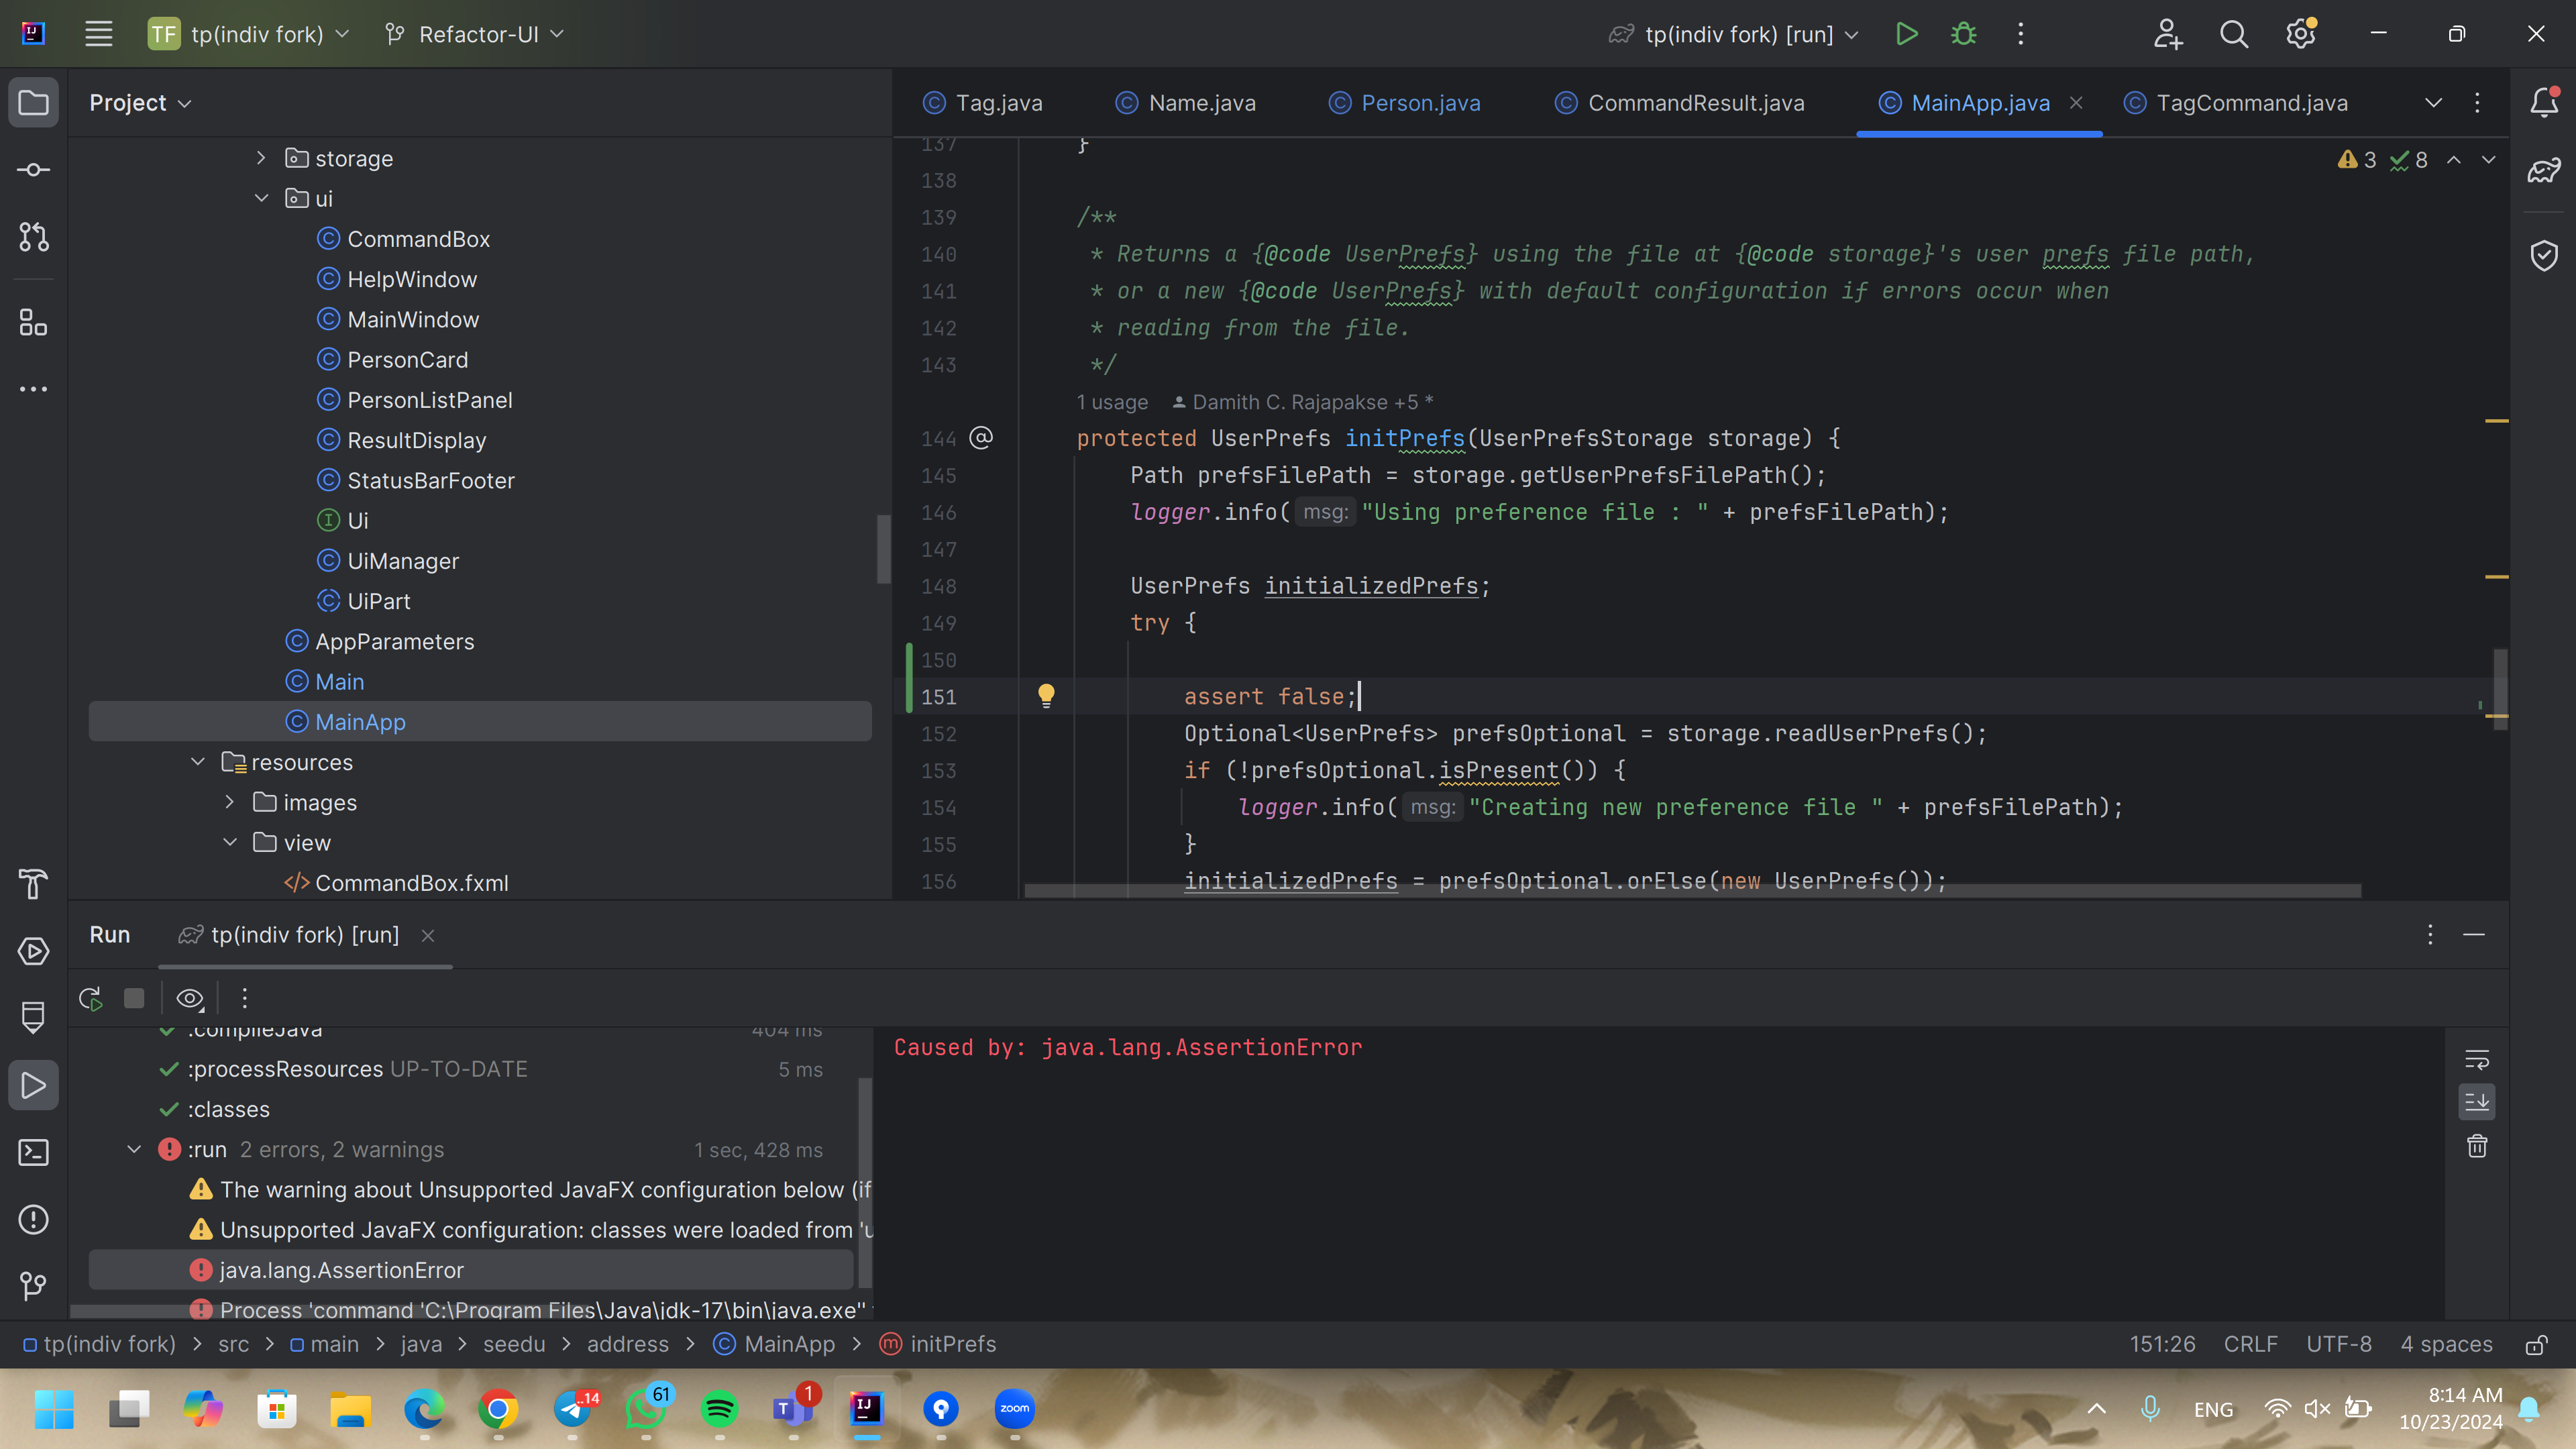 TF tp(indiv fork) Refactor-UI tp(indiv fork) [run]
Project
storage
ui
CommandBox
HelpWindow
MainWindow
PersonCard
PersonListPanel
ResultDisplay
StatusBarFooter
Ui
UiManager
UiPart
AppParameters
Main
MainApp
resources
images
view
CommandBox.fxml
Tag.java Name.java Person.java CommandResult.java MainApp.java TagCommand.java
3 8
137 }
138
139 /**
140 * Returns a {@code UserPrefs} using the file at {@code storage}'s user prefs file path,
141 * or a new {@code UserPrefs} with default configuration if errors occur when
142 * reading from the file.
143 */
1 usage Damith C. Rajapakse +5 *
144 protected UserPrefs initPrefs(UserPrefsStorage storage) {
145 Path prefsFilePath = storage.getUserPrefsFilePath();
146 logger.info( msg: "Using preference file : " + prefsFilePath);
147
148 UserPrefs initializedPrefs;
149 try {
150
151 assert false;
152 Optional<UserPrefs> prefsOptional = storage.readUserPrefs();
153 if (!prefsOptional.isPresent()) {
154 logger.info( msg: "Creating new preference file " + prefsFilePath);
155 }
156 initializedPrefs = prefsOptional.orElse(new UserPrefs());
Run tp(indiv fork) [run]
:compileJava 404 ms
:processResources UP-TO-DATE 5 ms
:classes
:run 2 errors, 2 warnings 1 sec, 428 ms
The warning about Unsupported JavaFX configuration below (if
Unsupported JavaFX configuration: classes were loaded from 'u
java.lang.AssertionError
Process 'command 'C:\Program Files\Java\jdk-17\bin\java.exe''
Caused by: java.lang.AssertionError
tp(indiv fork) > src > main > java > seedu > address > MainApp > initPrefs
151:26 CRLF UTF-8 4 spaces
14 61 1 zoom
ENG
8:14 AM
10/23/2024